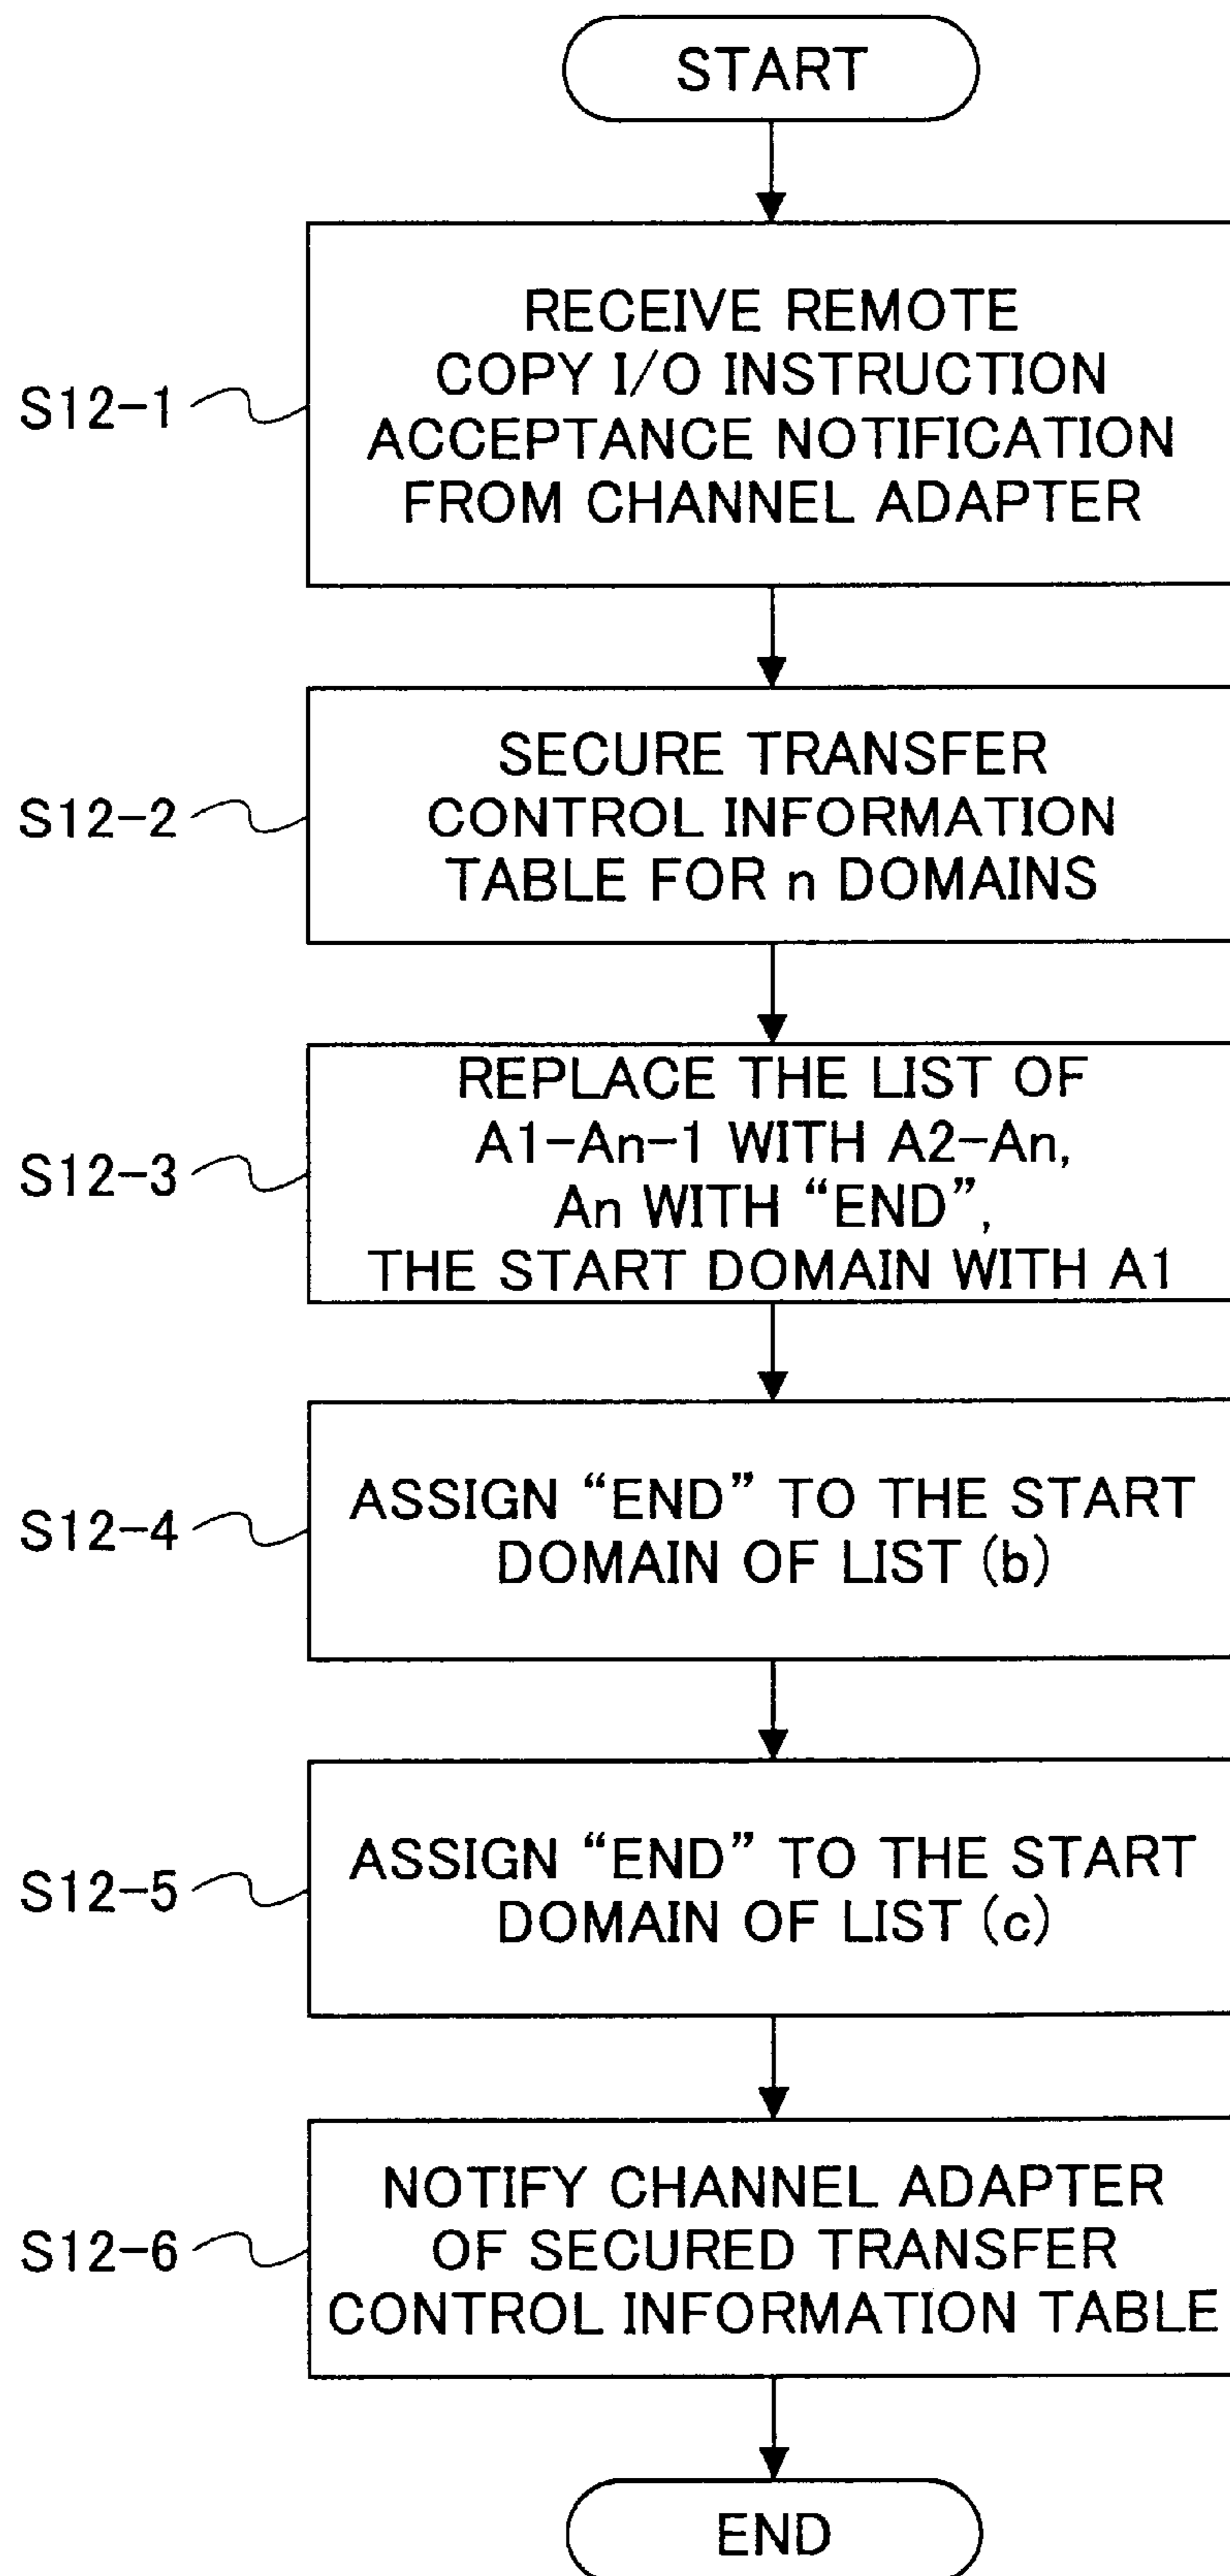 START
S12-1
RECEIVE REMOTE
COPY I/O INSTRUCTION
ACCEPTANCE NOTIFICATION
FROM CHANNEL ADAPTER
S12-2
SECURE TRANSFER
CONTROL INFORMATION
TABLE FOR n DOMAINS
S12-3
REPLACE THE LIST OF
A1-An-1 WITH A2-An,
An WITH “END”,
THE START DOMAIN WITH A1
S12-4
ASSIGN “END” TO THE START
DOMAIN OF LIST (b)
S12-5
ASSIGN “END” TO THE START
DOMAIN OF LIST (c)
S12-6
NOTIFY CHANNEL ADAPTER
OF SECURED TRANSFER
CONTROL INFORMATION TABLE
END